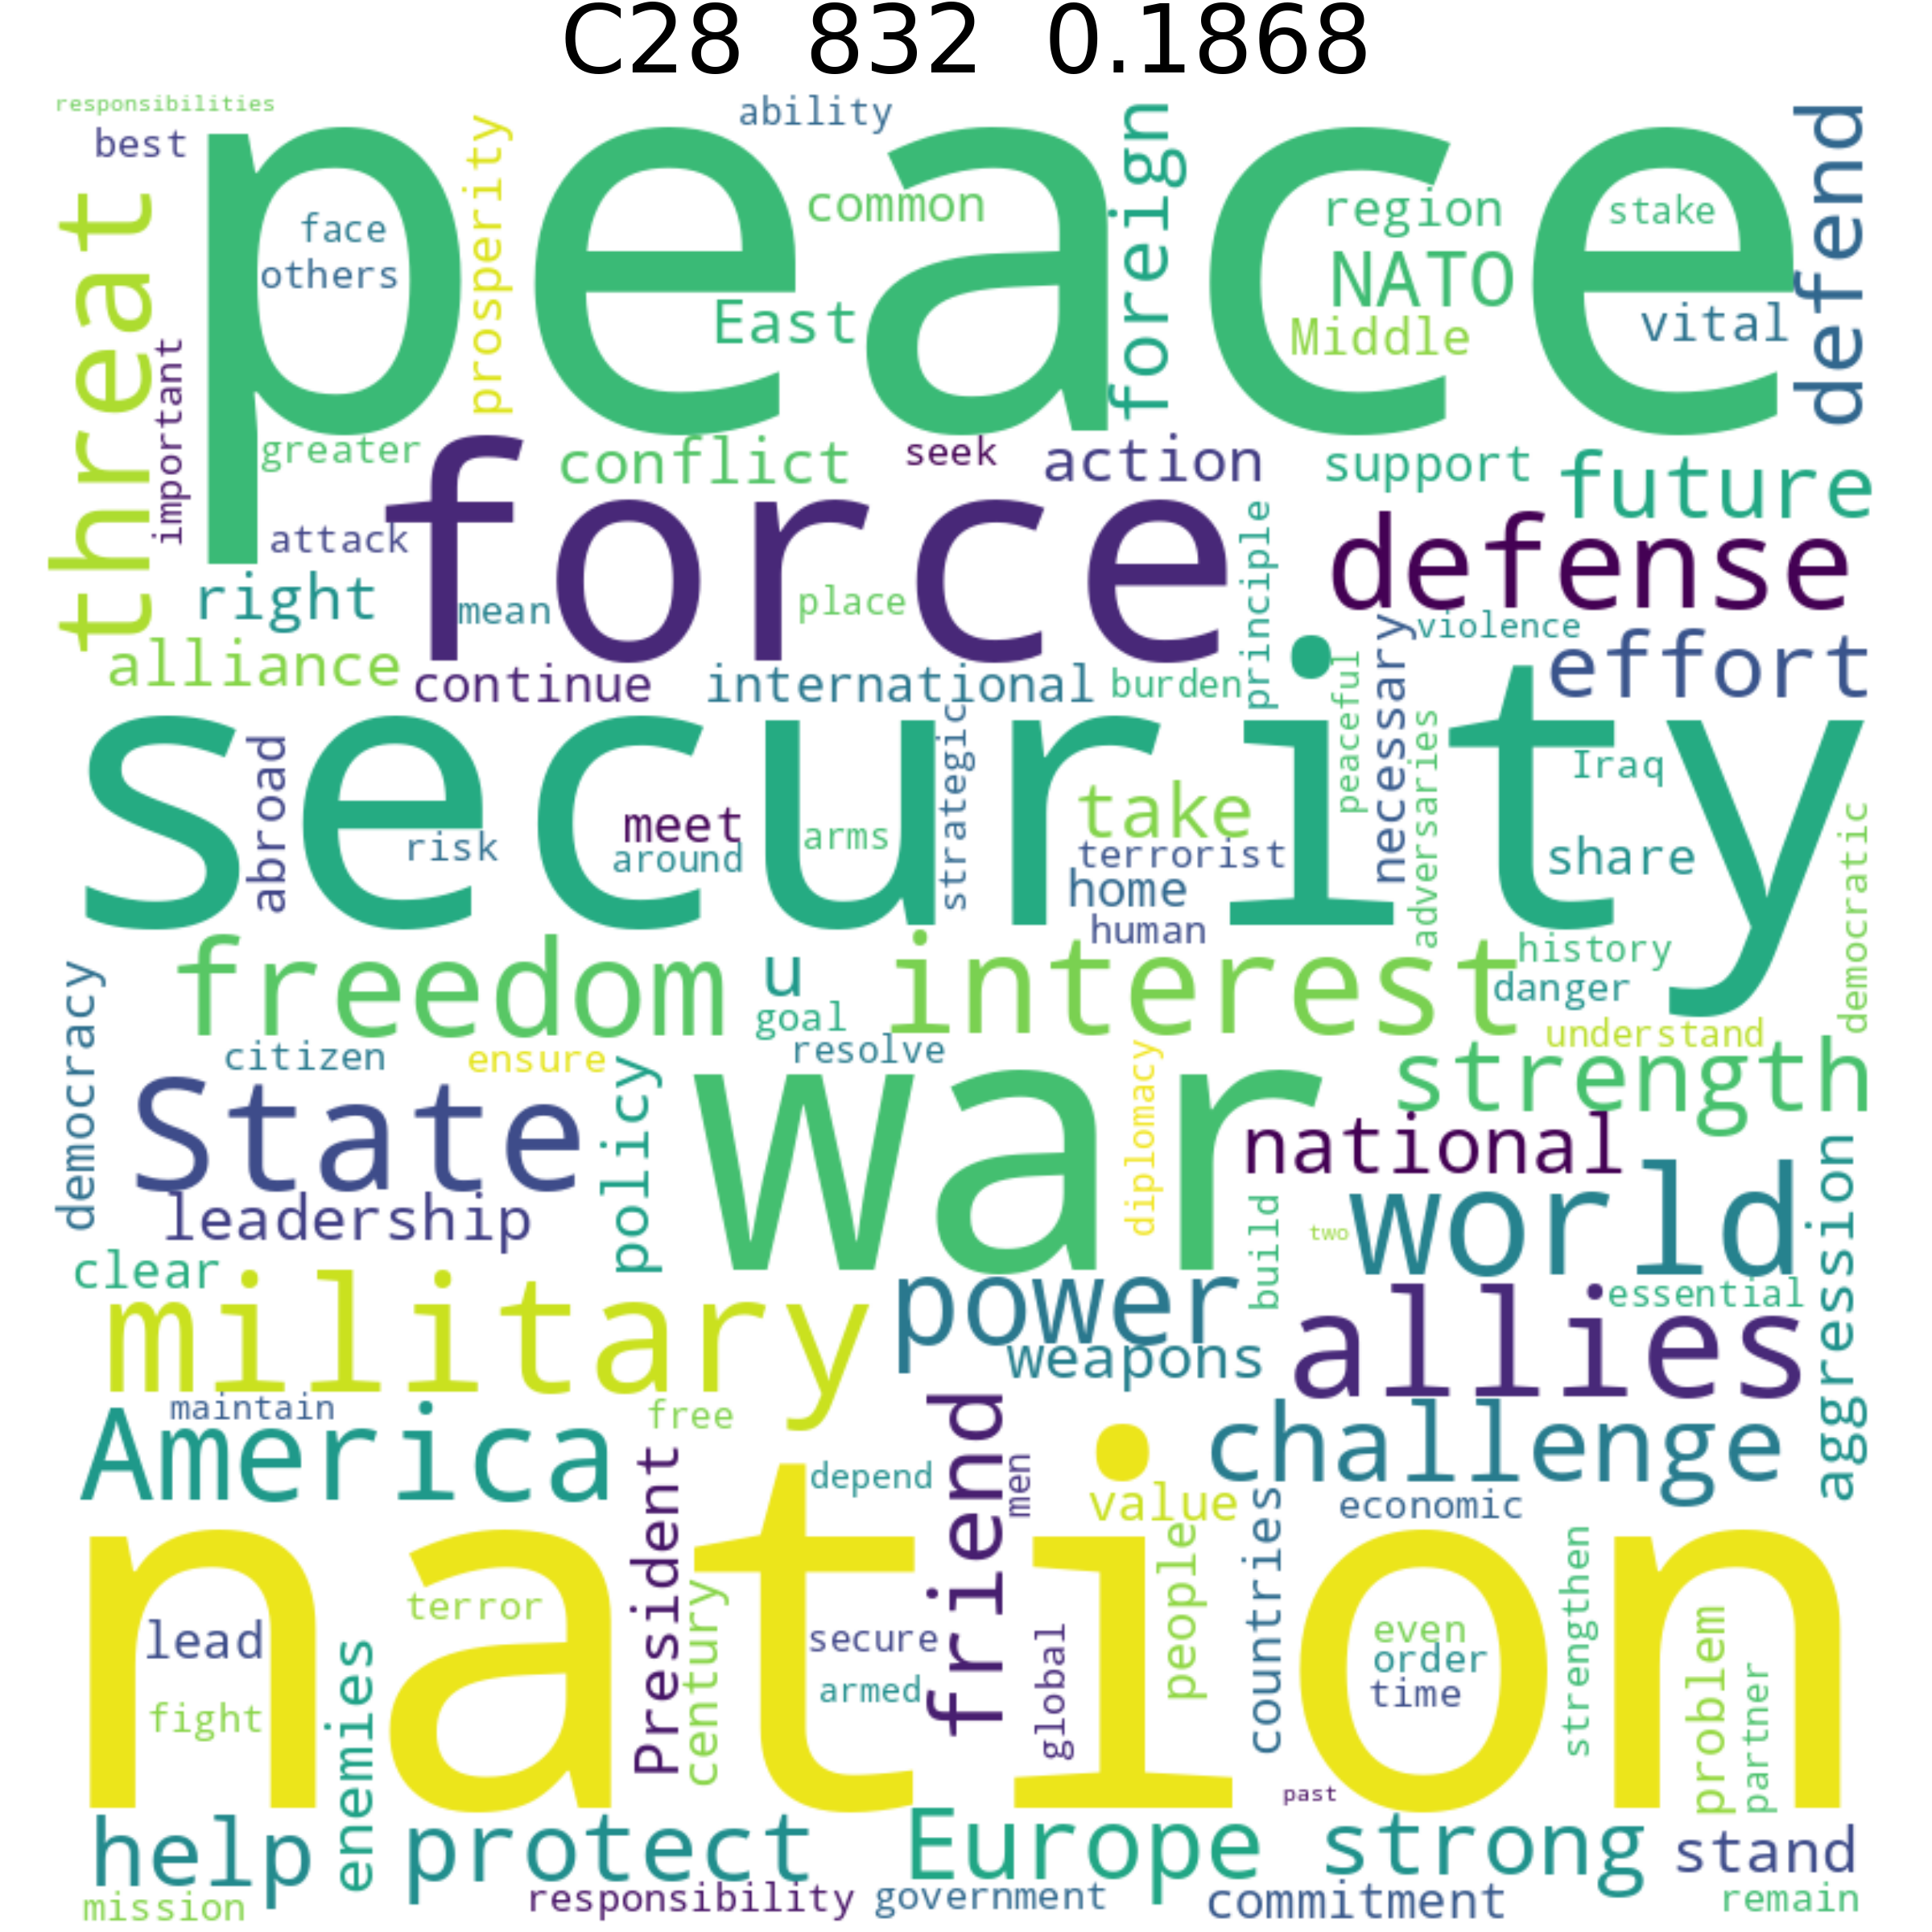 C28 832 0.1868
responsibilities
best
ability
threat
peace
prosperity
foreign
defend
face
others
common
region
stake
NATO
East
Middle
vital
important
greater
conflict
seek
action
support
future
force
attack
defense
right
mean
place
principle
violence
alliance
continue
international
burden
peaceful
necessary
effort
security
abroad
strategic
adversaries
Iraq
risk
meet
around
arms
take
terrorist
home
human
share
democratic
freedom
u
interest
history
danger
goal
understand
democracy
citizen
ensure
resolve
strength
State
policy
war
diplomacy
national
leadership
build
two
world
aggression
clear
military
power
essential
weapons
allies
maintain
free
America
friend
challenge
President
depend
men
value
economic
nation
people
countries
strengthen
terror
century
lead
secure
even
order
time
problem
fight
enemies
armed
global
partner
past
help
protect
Europe
strong
stand
mission
responsibility
government
commitment
remain